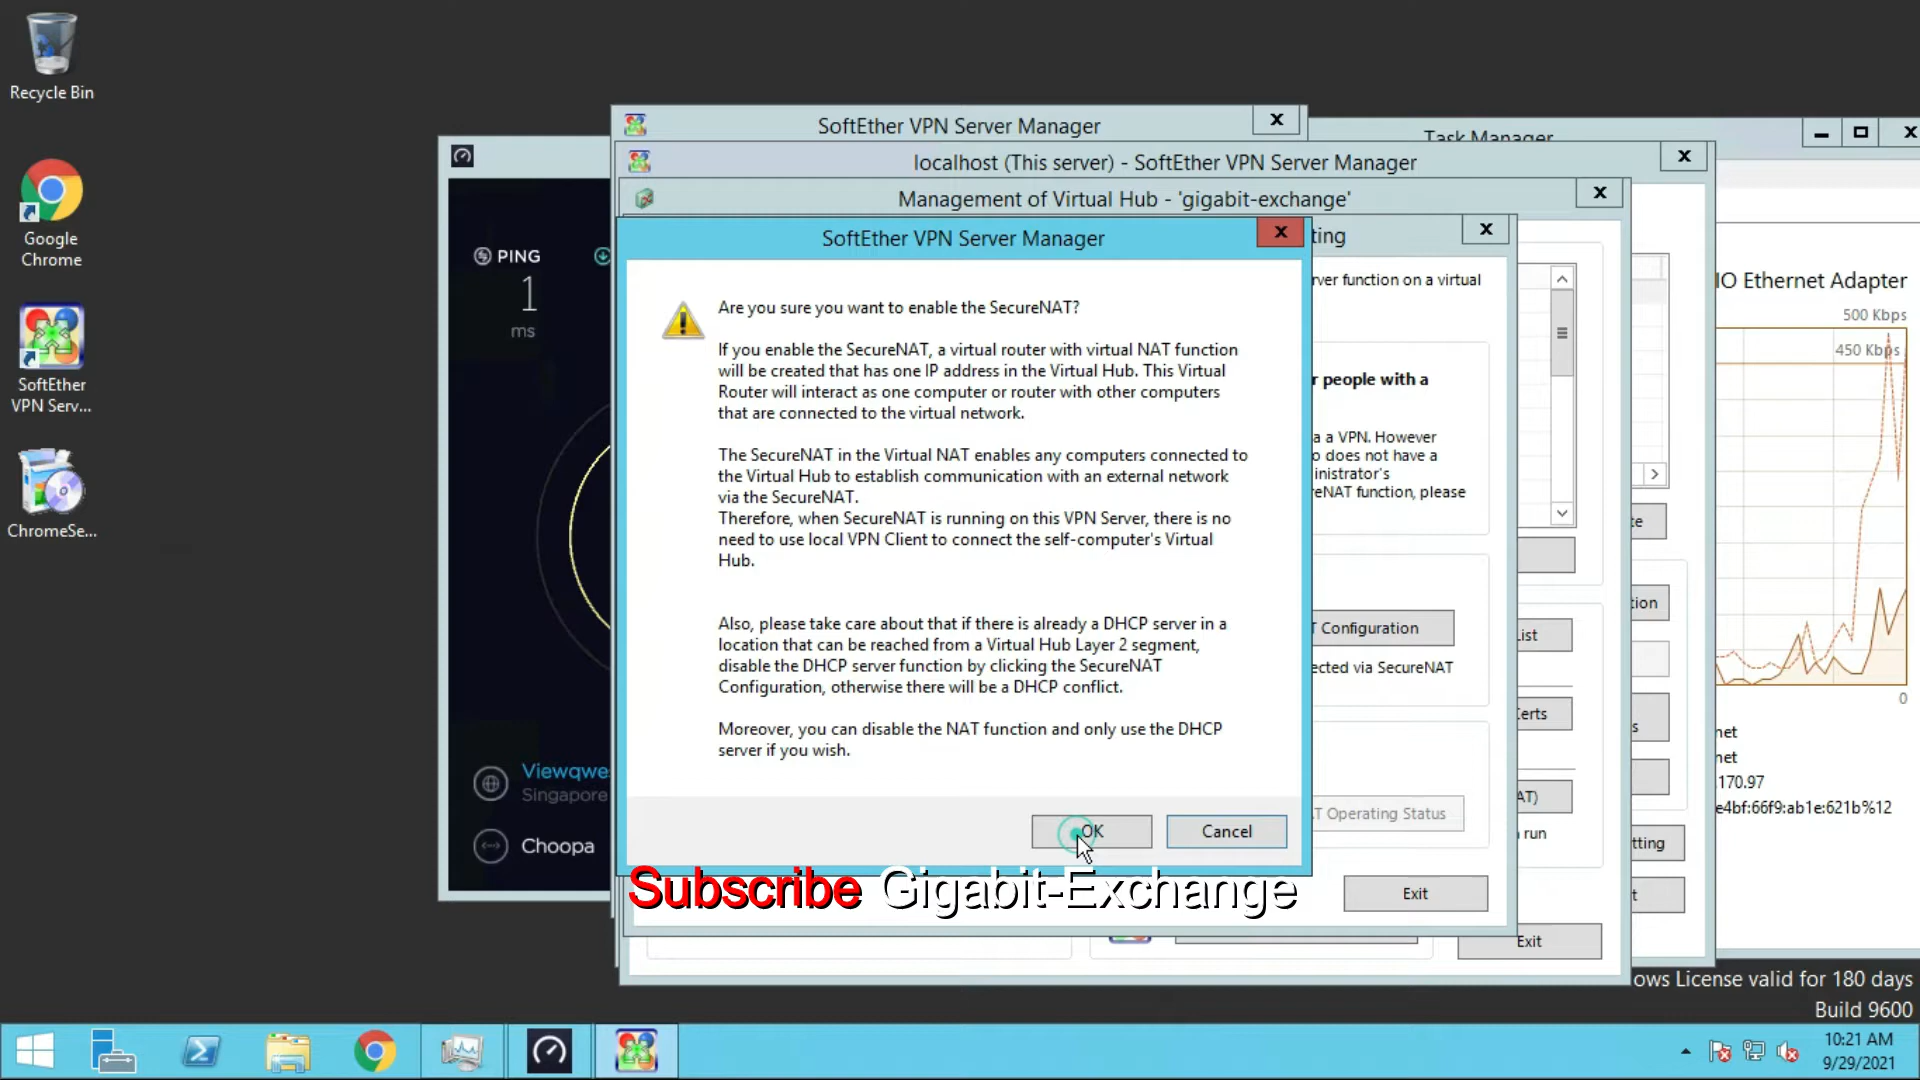 Recycle Bin
Google
Chrome
SoftEther
VPN Serv...
ChromeSe...
PING
1
ms
Viewqwe
Singapore
Choopa
SoftEther VPN Server Manager
localhost (This server) - SoftEther VPN Server Manager
Management of Virtual Hub - 'gigabit-exchange'
ting
SoftEther VPN Server Manager
Are you sure you want to enable the SecureNAT?
If you enable the SecureNAT, a virtual router with virtual NAT function
will be created that has one IP address in the Virtual Hub. This Virtual
Router will interact as one computer or router with other computers
that are connected to the virtual network.
The SecureNAT in the Virtual NAT enables any computers connected to
the Virtual Hub to establish communication with an external network
via the SecureNAT.
Therefore, when SecureNAT is running on this VPN Server, there is no
need to use local VPN Client to connect the self-computer's Virtual
Hub.
Also, please take care about that if there is already a DHCP server in a
location that can be reached from a Virtual Hub Layer 2 segment,
disable the DHCP server function by clicking the SecureNAT
Configuration, otherwise there will be a DHCP conflict.
Moreover, you can disable the NAT function and only use the DHCP
server if you wish.
OK
Cancel
Subscribe Gigabit-Exchange
rver function on a virtual
r people with a
a a VPN. However
o does not have a
inistrator's
eNAT function, please
T Configuration
ected via SecureNAT
T Operating Status
Exit
List
Certs
AT)
n run
Exit
te
tion
s
tting
t
Task Manager
IO Ethernet Adapter
500 Kbps
450 Kbps
0
net
net
.170.97
e4bf:66f9:ab1e:621b%12
ows License valid for 180 days
Build 9600
10:21 AM
9/29/2021